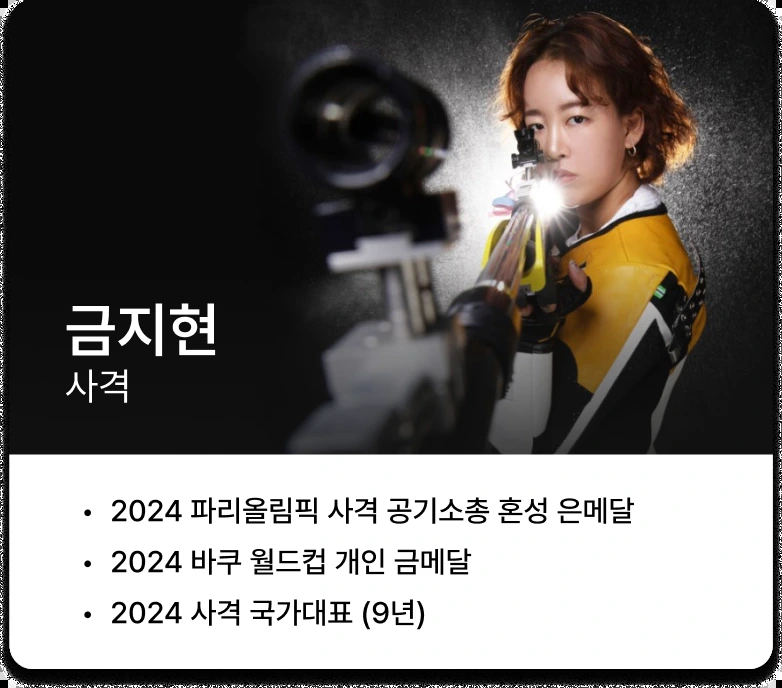 금지현
사격
• 2024 파리올림픽 사격 공기소총 혼성 은메달
• 2024 바쿠 월드컵 개인 금메달
• 2024 사격 국가대표 (9년)